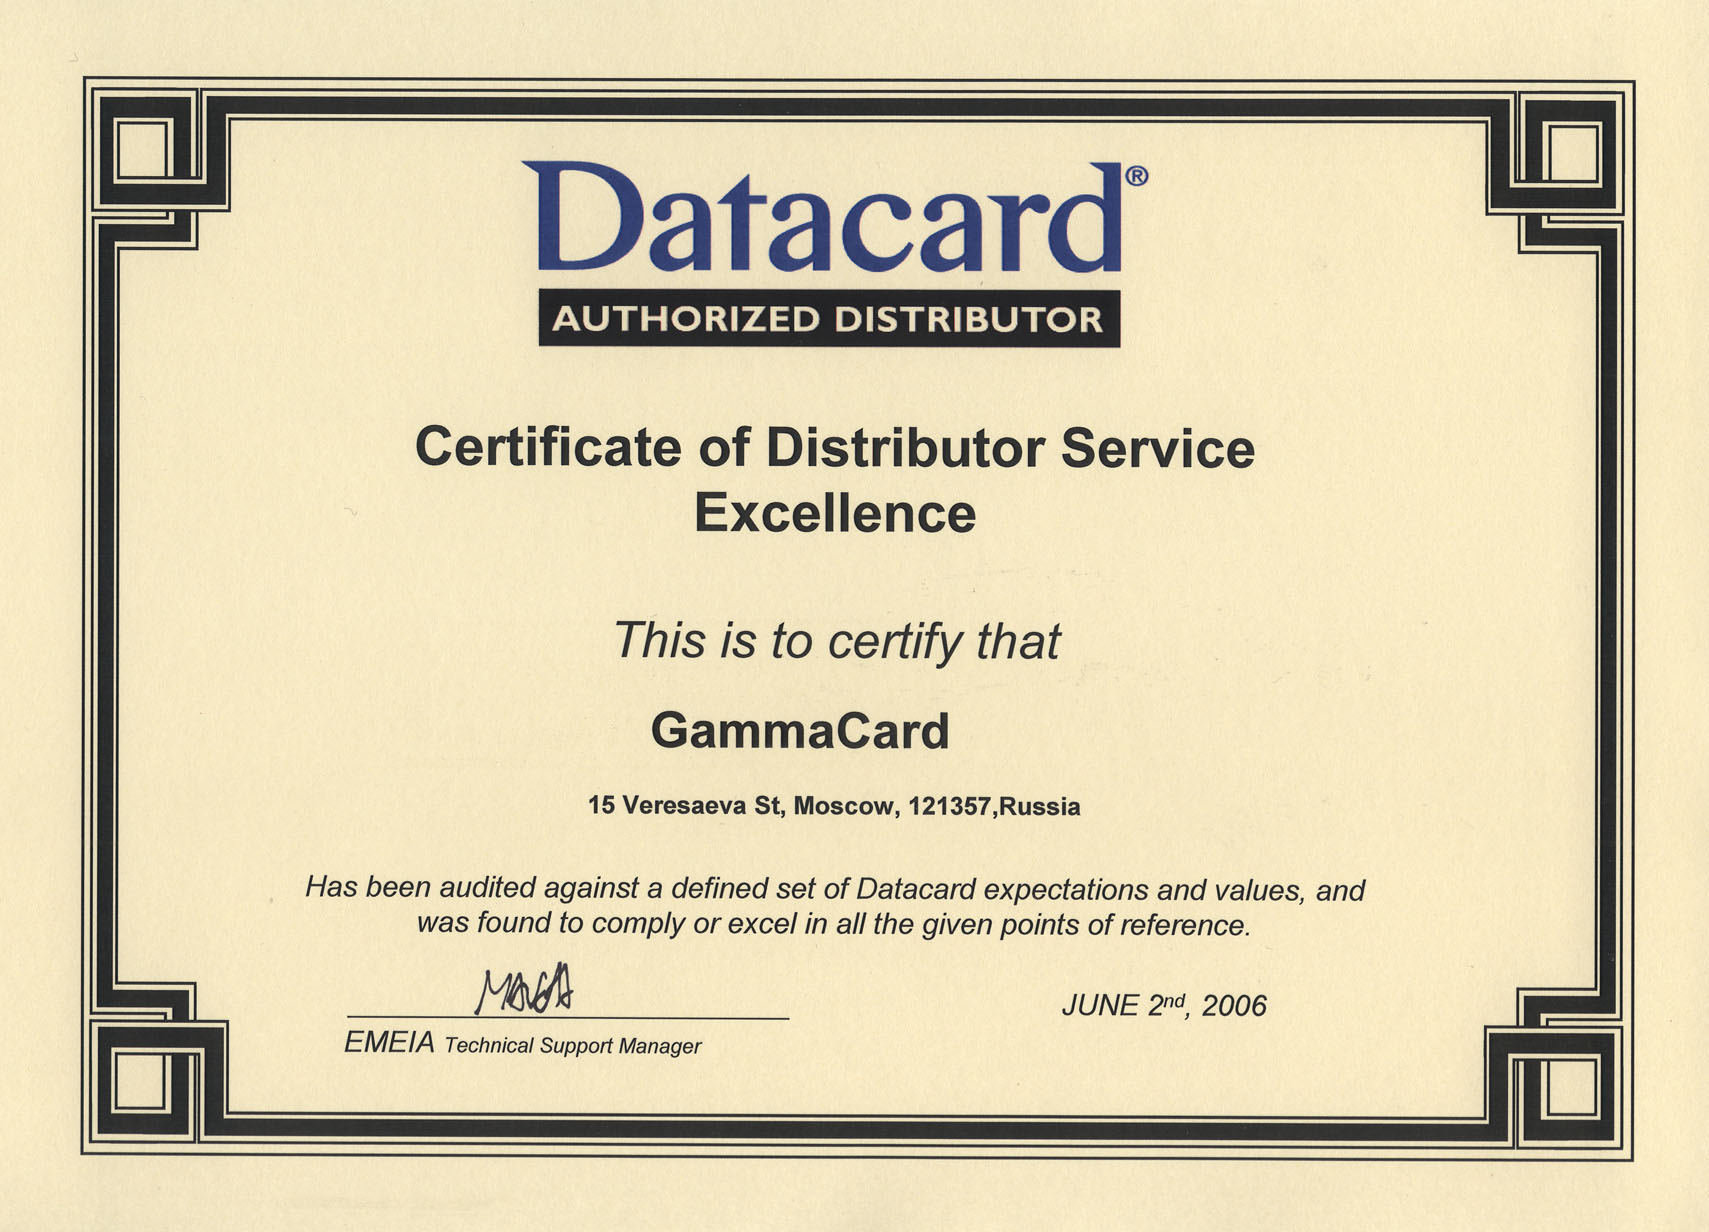 Datacard®
AUTHORIZED DISTRIBUTOR
Certificate of Distributor Service
Excellence
This is to certify that
GammaCard
15 Veresaeva St, Moscow, 121357,Russia
Has been audited against a defined set of Datacard expectations and values, and
was found to comply or excel in all the given points of reference.
JUNE 2nd, 2006
EMEIA Technical Support Manager